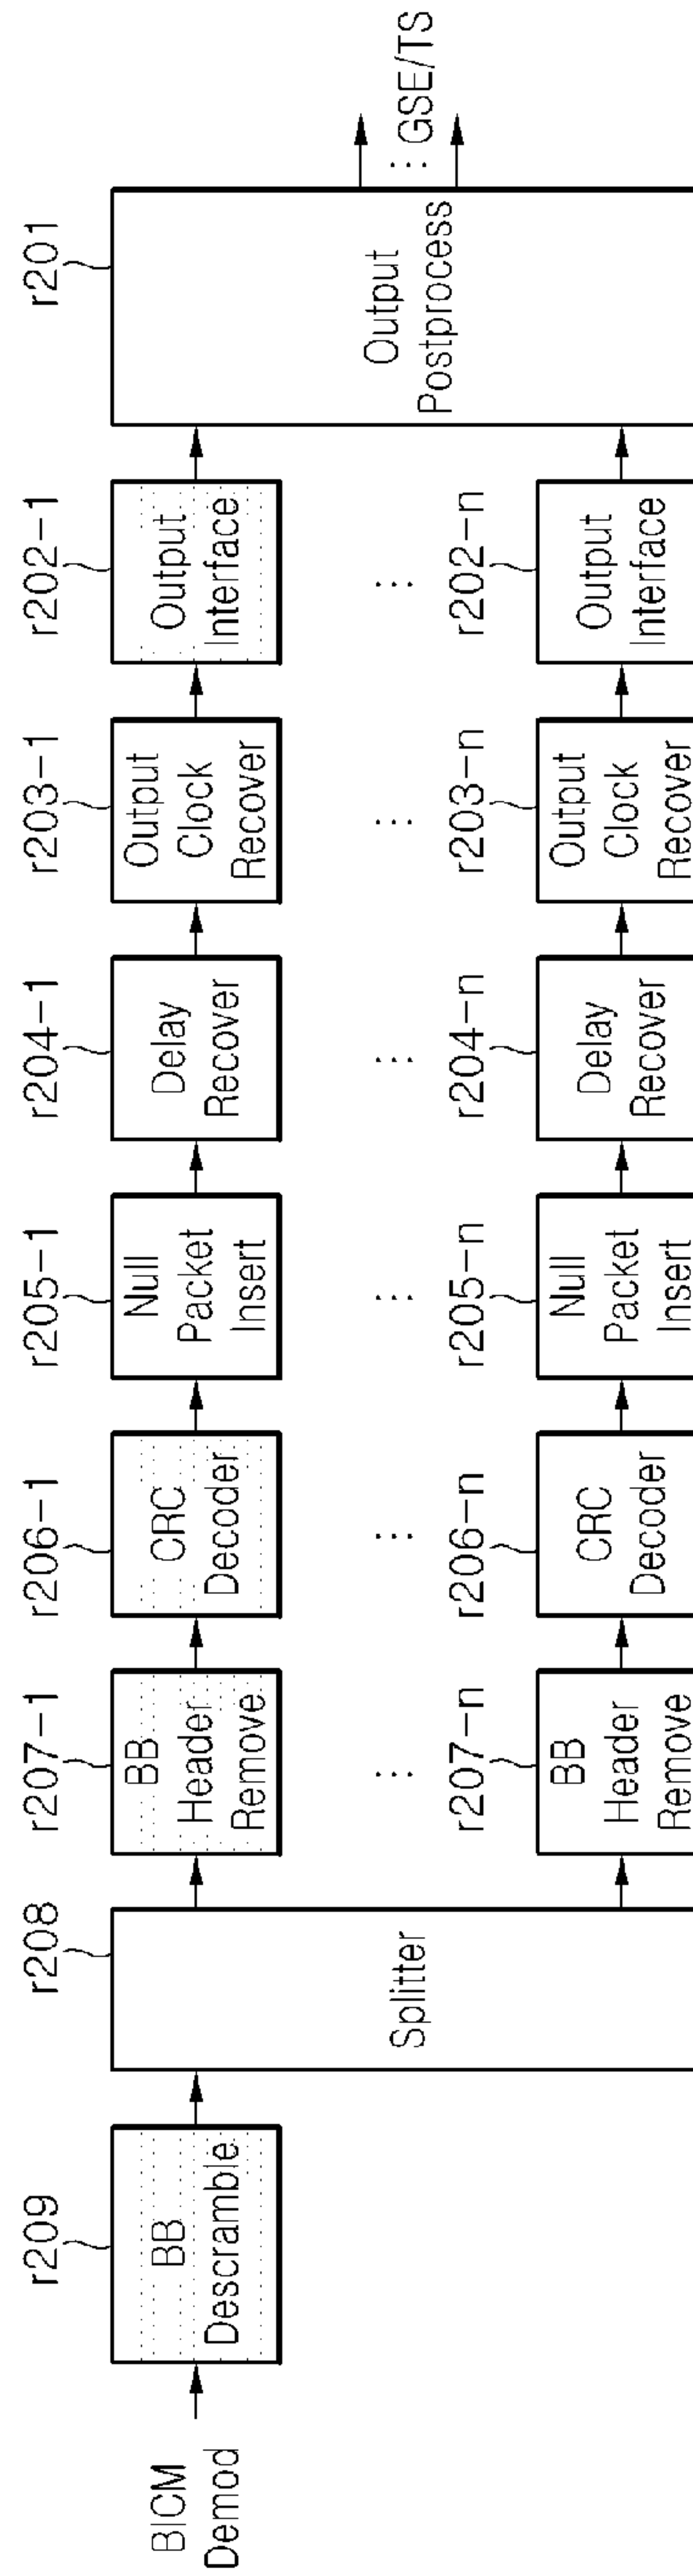 r209
r208
r207-1
r206-1
r205-1
r204-1
r203-1
r202-1
r201
BICM
Demod
BB
Descramble
Splitter
BB
Header
Remove
CRC
Decoder
Null
Packet
Insert
Delay
Recover
Output
Clock
Recover
Output
Interface
Output
Postprocess
⋮ GSE/TS
⋮
⋮
⋮
⋮
⋮
⋮
r207-n
r206-n
r205-n
r204-n
r203-n
r202-n
BB
Header
Remove
CRC
Decoder
Null
Packet
Insert
Delay
Recover
Output
Clock
Recover
Output
Interface